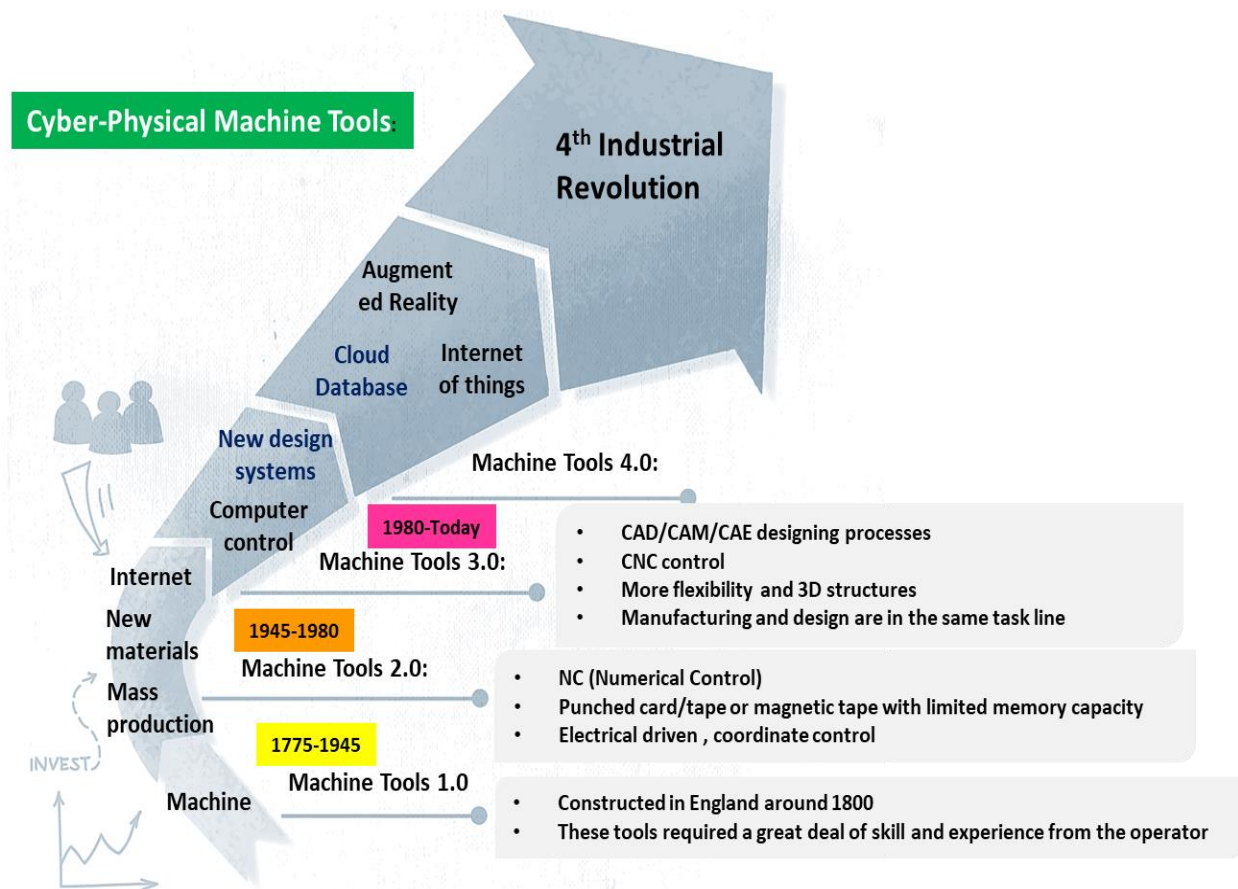 Cyber-Physical Machine Tools:
4th Industrial
Revolution
Augment
ed Reality
Cloud
Database
Internet
of things
New design
systems
Computer
control
Machine Tools 4.0:
1980-Today
Machine Tools 3.0:
• CAD/CAM/CAE designing processes
• CNC control
• More flexibility and 3D structures
• Manufacturing and design are in the same task line
Internet
New
materials
Mass
production
1945-1980
Machine Tools 2.0:
• NC (Numerical Control)
• Punched card/tape or magnetic tape with limited memory capacity
• Electrical driven , coordinate control
1775-1945
Machine Tools 1.0
INVEST
Machine
• Constructed in England around 1800
• These tools required a great deal of skill and experience from the operator